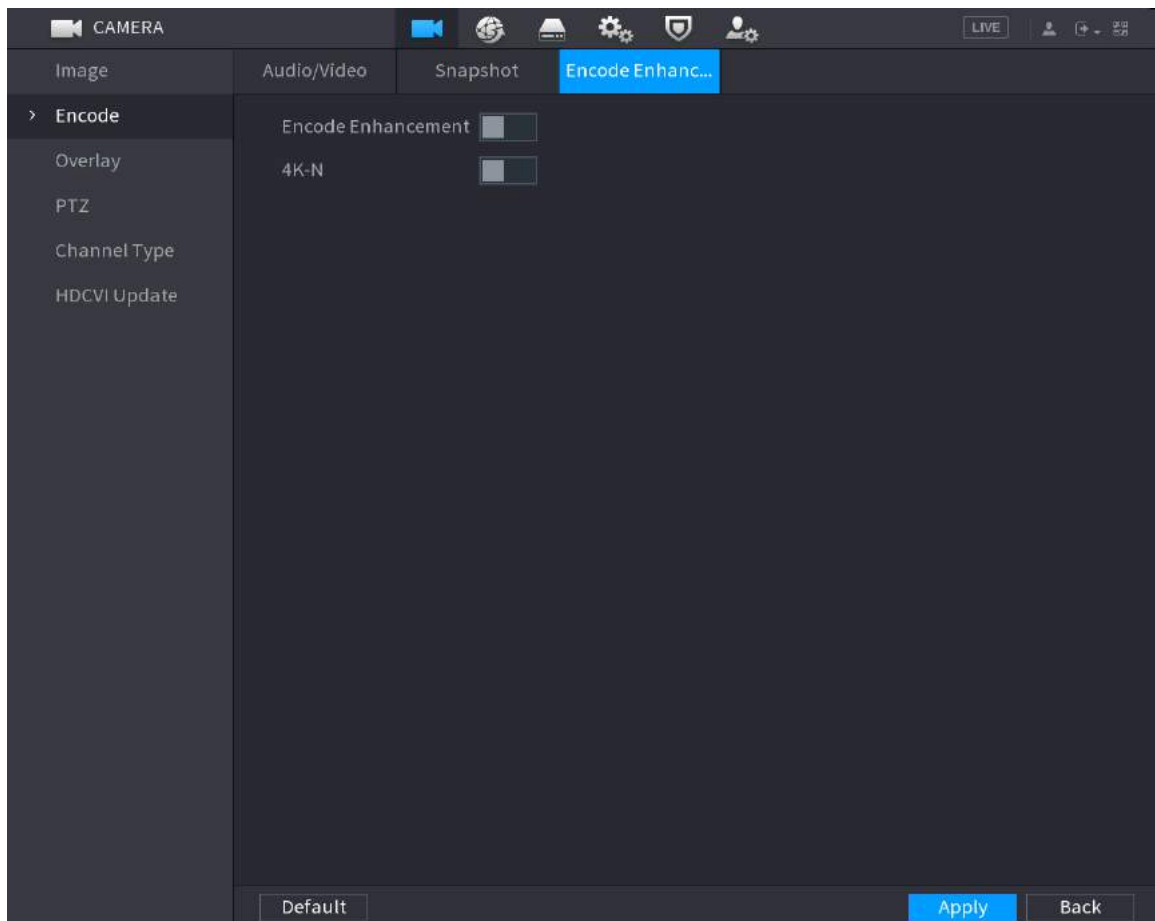 CAMERA
LIVE
Image
Audio/Video
Snapshot
Encode Enhanc...
Encode
Encode Enhancement
Overlay
4K-N
PTZ
Channel Type
HDCVI Update
Default
Apply
Back